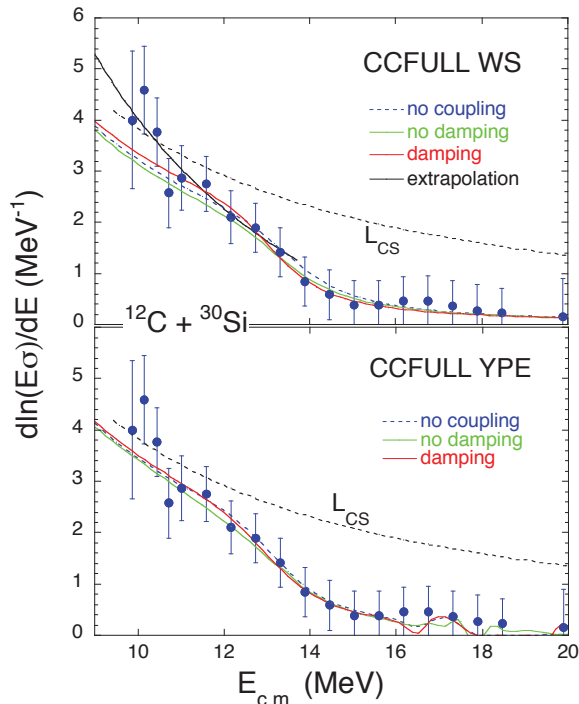 6
5
4
3
2
1
0
dln(Eσ)/dE (MeV⁻¹)
CCFULL WS
no coupling
no damping
damping
extrapolation
L_CS
¹²C + ³⁰Si
5
4
3
2
1
0
CCFULL YPE
no coupling
no damping
damping
L_CS
10 12 14 16 18 20
E_c.m. (MeV)